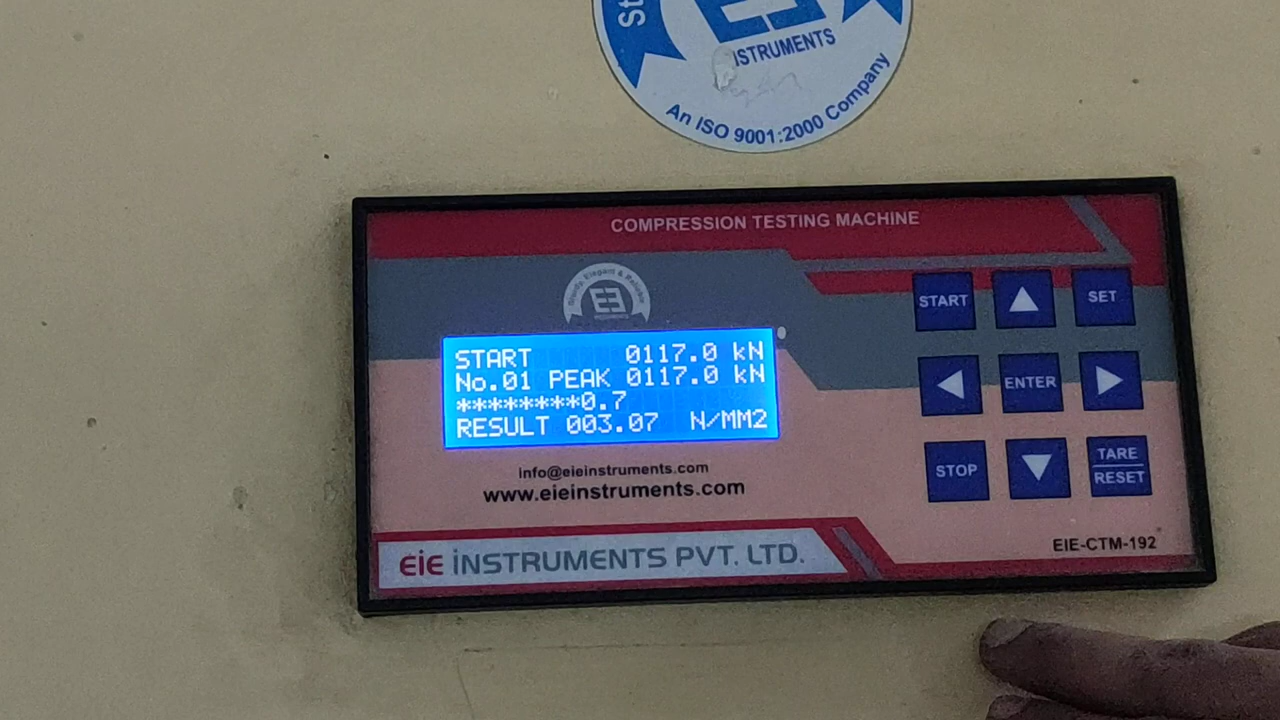 INSTRUMENTS
An ISO 9001:2000 Company
COMPRESSION TESTING MACHINE
START 0117.0 kN
No.01 PEAK 0117.0 kN
********0.7
RESULT 003.07 N/MM2
info@eieinstruments.com
www.eieinstruments.com
EiE iNSTRUMENTS PVT. LTD.
START
SET
ENTER
STOP
TARE
RESET
EIE-CTM-192